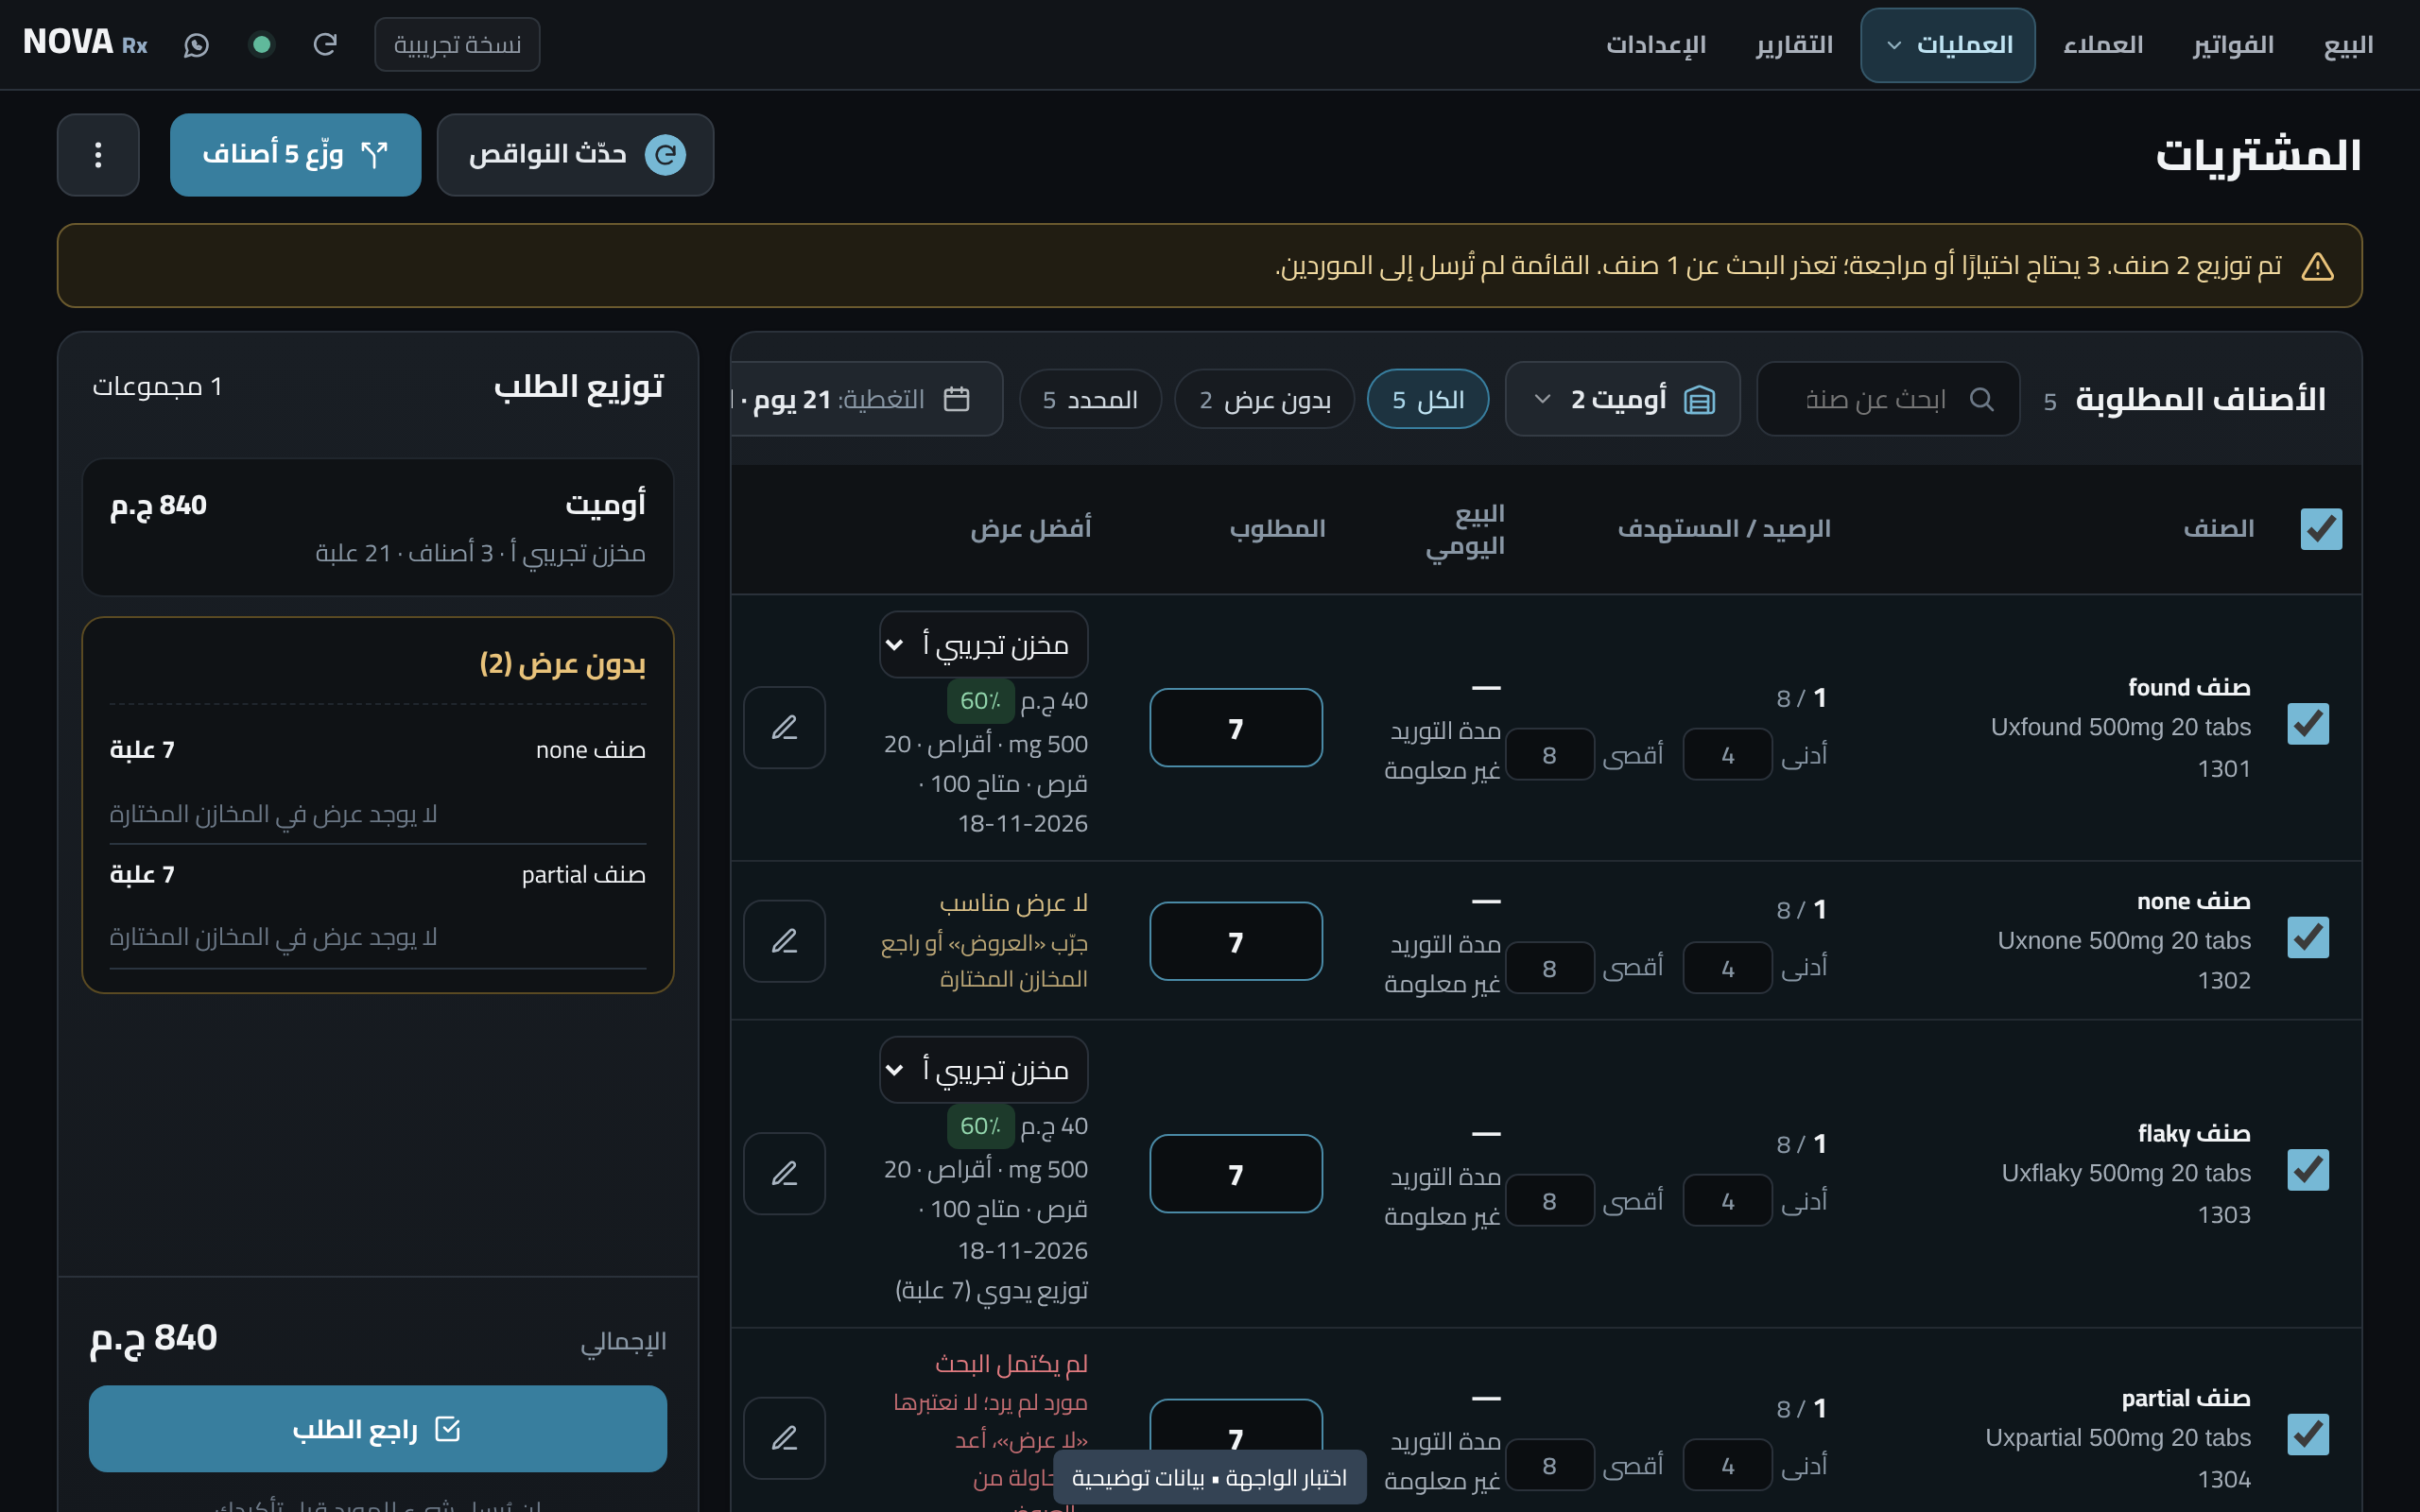 البيع
الفواتير
العملاء
العمليات
التقارير
الإعدادات
نسخة تجريبية
NOVA Rx
المشتريات
حدّث النواقص
وزّع 5 أصناف
تم توزيع 2 صنف. 3 يحتاج اختيارًا أو مراجعة؛ تعذر البحث عن 1 صنف. القائمة لم تُرسل إلى الموردين.
الأصناف المطلوبة 5
ابحث عن صنف
أوميت 2
الكل 5
بدون عرض 2
المحدد 5
التغطية: 21 يوم ·
الصنف
الرصيد / المستهدف
البيع
اليومي
المطلوب
أفضل عرض
صنف found
Uxfound 500mg 20 tabs
1301
1 / 8
أدنى 4 أقصى 8
—
مدة التوريد
غير معلومة
7
مخزن تجريبي أ
40 ج.م 60٪
500 mg · أقراص · 20
قرص · متاح 100 ·
18-11-2026
صنف none
Uxnone 500mg 20 tabs
1302
1 / 8
أدنى 4 أقصى 8
—
مدة التوريد
غير معلومة
7
لا عرض مناسب
جرّب «العروض» أو راجع
المخازن المختارة
صنف flaky
Uxflaky 500mg 20 tabs
1303
1 / 8
أدنى 4 أقصى 8
—
مدة التوريد
غير معلومة
7
مخزن تجريبي أ
40 ج.م 60٪
500 mg · أقراص · 20
قرص · متاح 100 ·
18-11-2026
توزيع يدوي (7 علبة)
صنف partial
Uxpartial 500mg 20 tabs
1304
1 / 8
أدنى 4 أقصى 8
—
مدة التوريد
غير معلومة
7
لم يكتمل البحث
مورد لم يرد؛ لا نعتبرها
«لا عرض»، أعد
من
اختبار الواجهة • بيانات توضيحية
توزيع الطلب
1 مجموعات
أوميت
840 ج.م
مخزن تجريبي أ · 3 أصناف · 21 علبة
بدون عرض (2)
صنف none
7 علبة
لا يوجد عرض في المخازن المختارة
صنف partial
7 علبة
لا يوجد عرض في المخازن المختارة
الإجمالي
840 ج.م
راجع الطلب